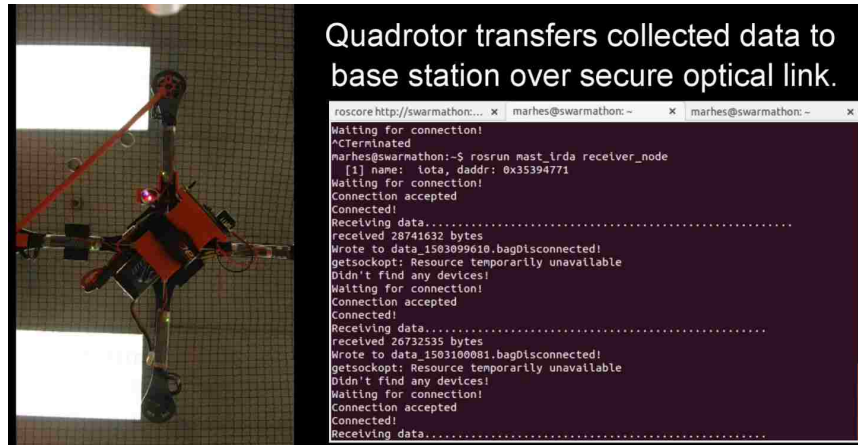 Quadrotor transfers collected data to
base station over secure optical link.
roscore http://swarmathon:... × marhes@swarmathon: ~ × marhes@swarmathon: ~ ×
Waiting for connection!
^CTerminated
marhes@swarmathon:~$ rosrun mast_irda receiver_node
[1] name:  iota, daddr: 0x35394771
Waiting for connection!
Connection accepted
Connected!
Receiving data........................................................
received 28741632 bytes
Wrote to data_1503099610.bagDisconnected!
getsockopt: Resource temporarily unavailable
Didn't find any devices!
Waiting for connection!
Connection accepted
Connected!
Receiving data....................................................
received 26732535 bytes
Wrote to data_1503100081.bagDisconnected!
getsockopt: Resource temporarily unavailable
Didn't find any devices!
Waiting for connection!
Connection accepted
Connected!
Receiving data....................................................